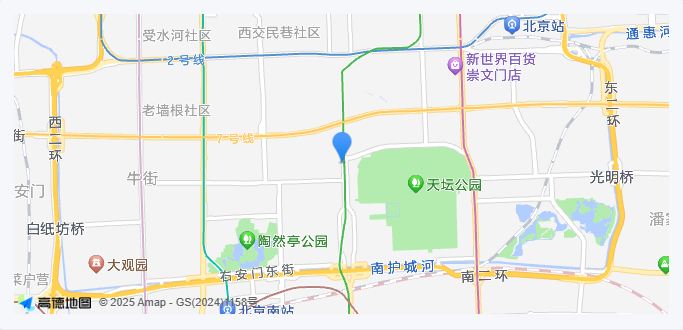 受水河社区
西交民巷社区
北京站
通惠河
2号线
新世界百货
崇文门店
东二环
老墙根社区
7号线
西二环
街
牛街
安门
天坛公园
光明桥
白纸坊桥
潘
陶然亭公园
大观园
南护城河
右安门东街
南二环
菜户营
高德地图
© 2025 Amap - GS(2024)1158号
北京南站